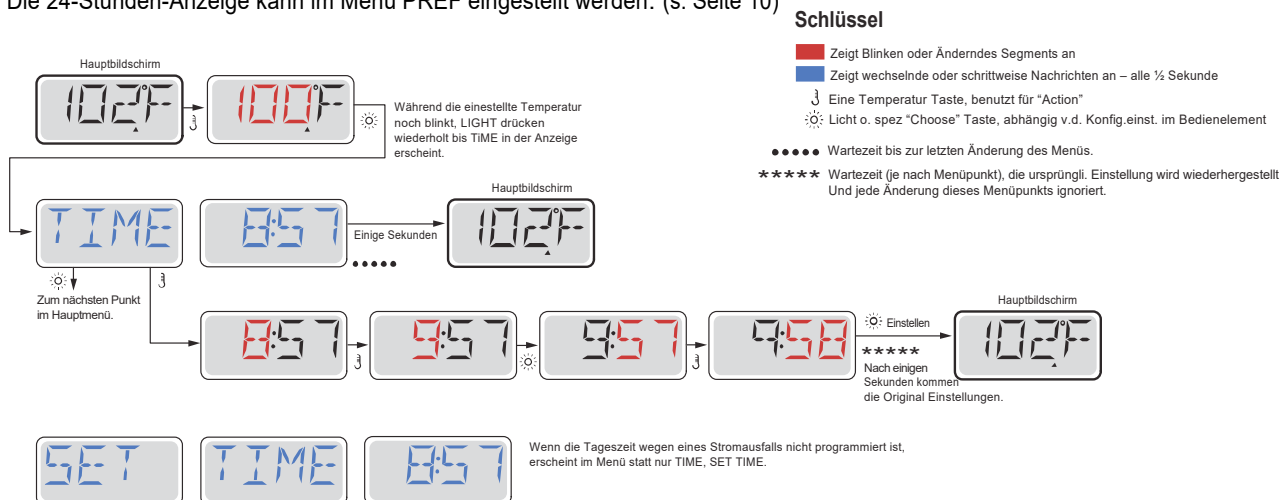 Die 24-Stunden-Anzeige kann im Menü PREF eingestellt werden. (s. Seite 10)
Schlüssel
Zeigt Blinken oder Änderndes Segments an
Zeigt wechselnde oder schrittweise Nachrichten an – alle ½ Sekunde
Eine Temperatur Taste, benutzt für “Action”
Licht o. spez “Choose” Taste, abhängig v.d. Konfig.einst. im Bedienelement
Wartezeit bis zur letzten Änderung des Menüs.
***** Wartezeit (je nach Menüpunkt), die ursprüngli. Einstellung wird wiederhergestellt
Und jede Änderung dieses Menüpunkts ignoriert.
Hauptbildschirm
102°F
100°F
Während die einestellte Temperatur
noch blinkt, LIGHT drücken
wiederholt bis TiME in der Anzeige
erscheint.
TIME
8:57
Einige Sekunden
Hauptbildschirm
102°F
Zum nächsten Punkt
im Hauptmenü.
8:57
9:57
9:57
9:58
Einstellen
*****
Nach einigen
Sekunden kommen
die Original Einstellungen.
Hauptbildschirm
102°F
SET
TIME
8:57
Wenn die Tageszeit wegen eines Stromausfalls nicht programmiert ist,
erscheint im Menü statt nur TIME, SET TIME.